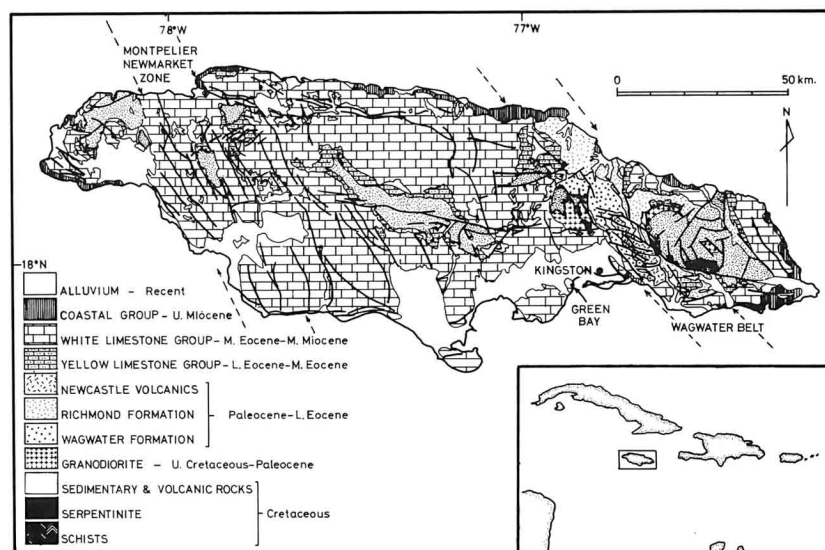 78°W
77°W
MONTPELIER
NEWMARKET
ZONE
0 50 km.
N
18°N
KINGSTON
GREEN
BAY
WAGWATER BELT
ALLUVIUM – Recent
COASTAL GROUP – U. Miocene
WHITE LIMESTONE GROUP – M. Eocene–M. Miocene
YELLOW LIMESTONE GROUP – L. Eocene–M. Eocene
NEWCASTLE VOLCANICS
RICHMOND FORMATION
Paleocene–L. Eocene
WAGWATER FORMATION
GRANODIORITE – U. Cretaceous–Paleocene
SEDIMENTARY & VOLCANIC ROCKS
SERPENTINITE
Cretaceous
SCHISTS